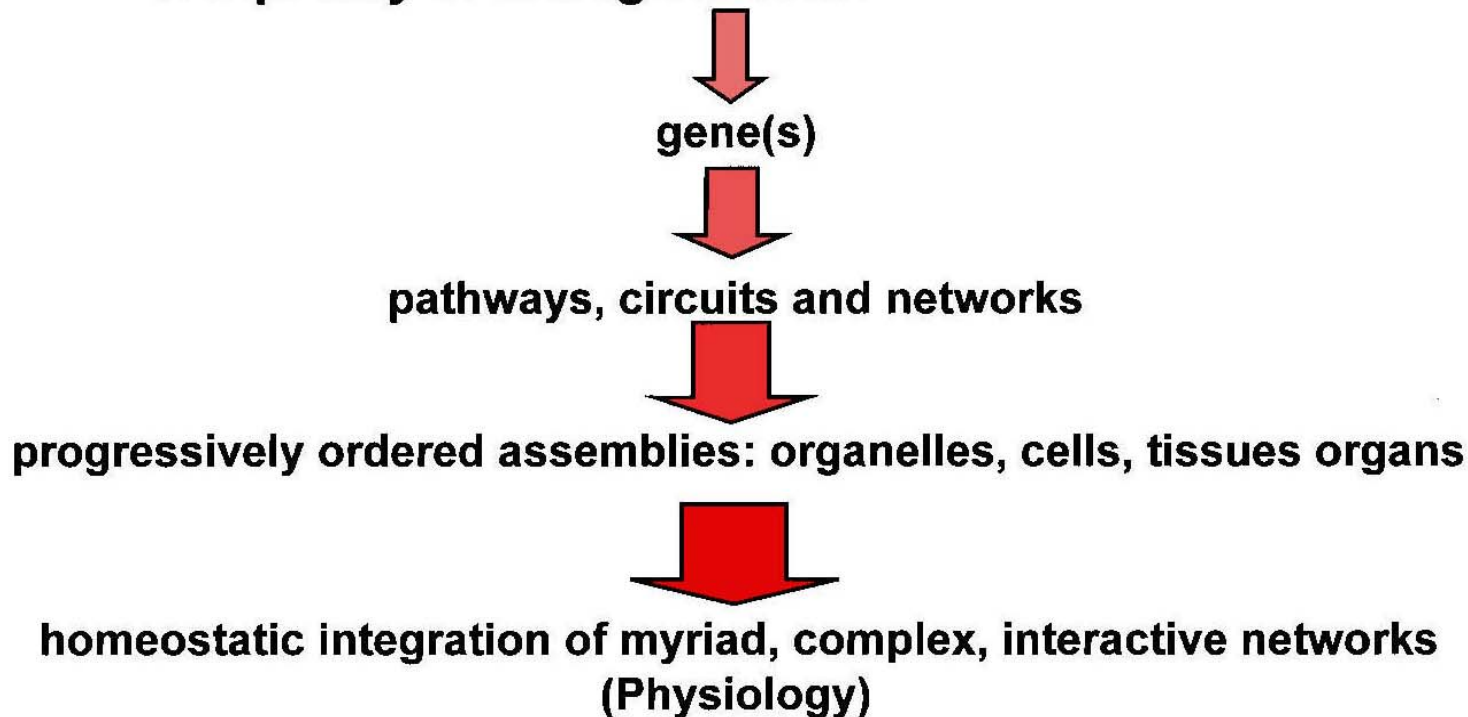 gene(s)
pathways, circuits and networks
progressively ordered assemblies: organelles, cells, tissues organs
homeostatic integration of myriad, complex, interactive networks
(Physiology)